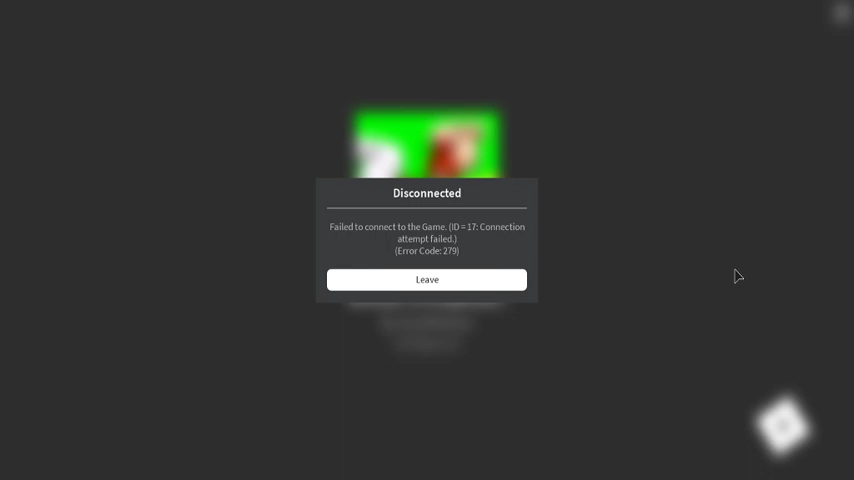 Disconnected
Failed to connect to the Game. (ID = 17: Connection
attempt failed.)
(Error Code: 279)
Leave